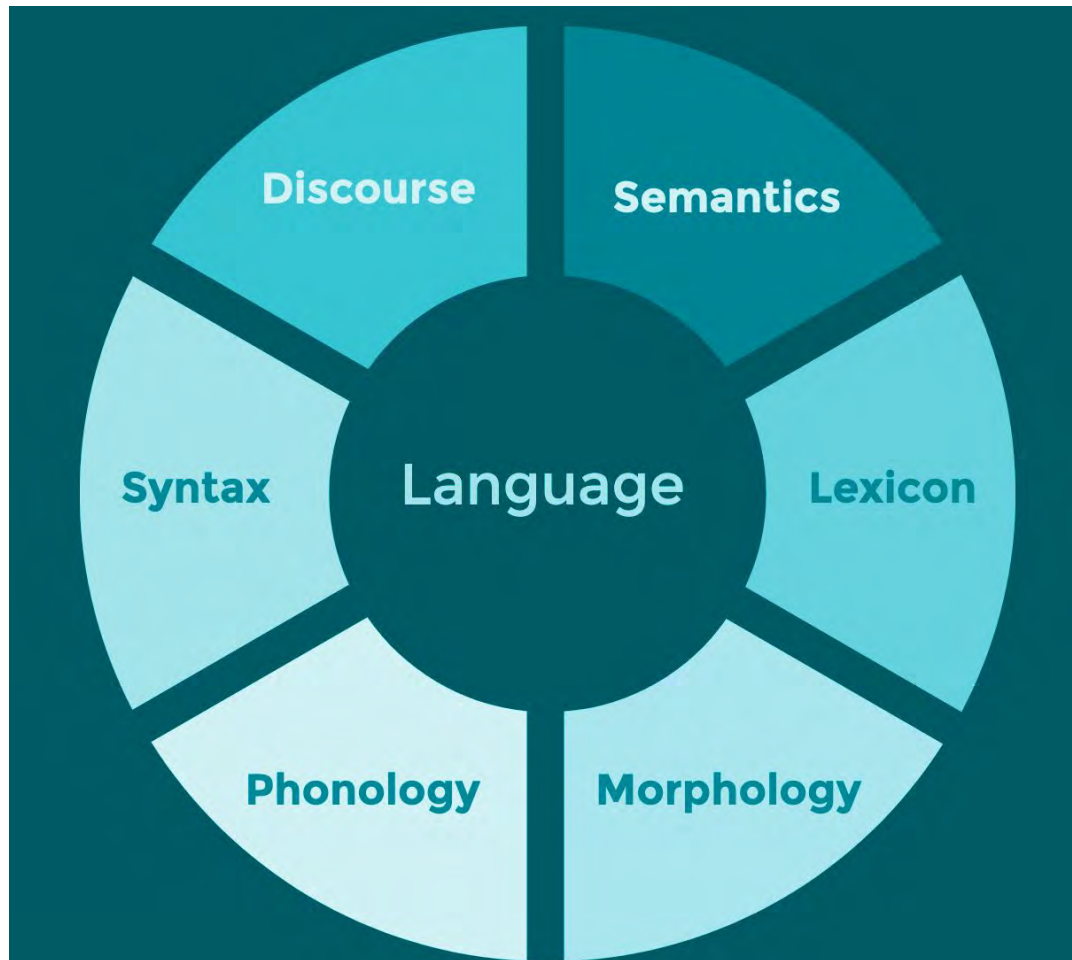 Discourse
Semantics
Syntax
Language
Lexicon
Phonology
Morphology